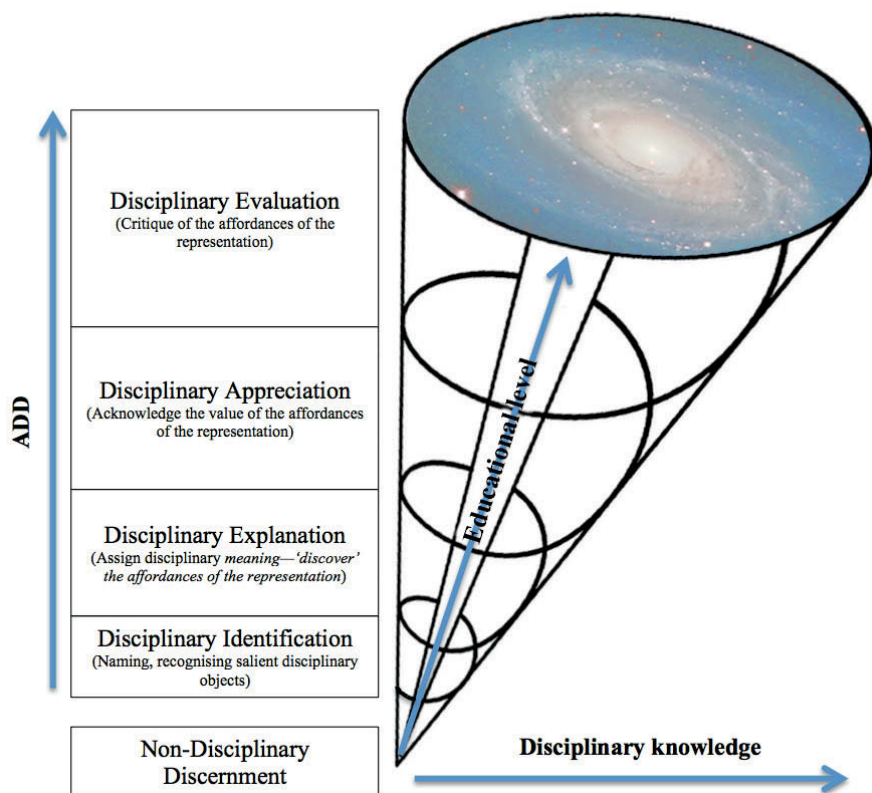 Disciplinary Evaluation
(Critique of the affordances of the
representation)
Disciplinary Appreciation
(Acknowledge the value of the affordances
of the representation)
Disciplinary Explanation
(Assign disciplinary meaning—‘discover’
the affordances of the representation)
Disciplinary Identification
(Naming, recognising salient disciplinary
objects)
Non-Disciplinary
Discernment
ADD
Educational level
Disciplinary knowledge